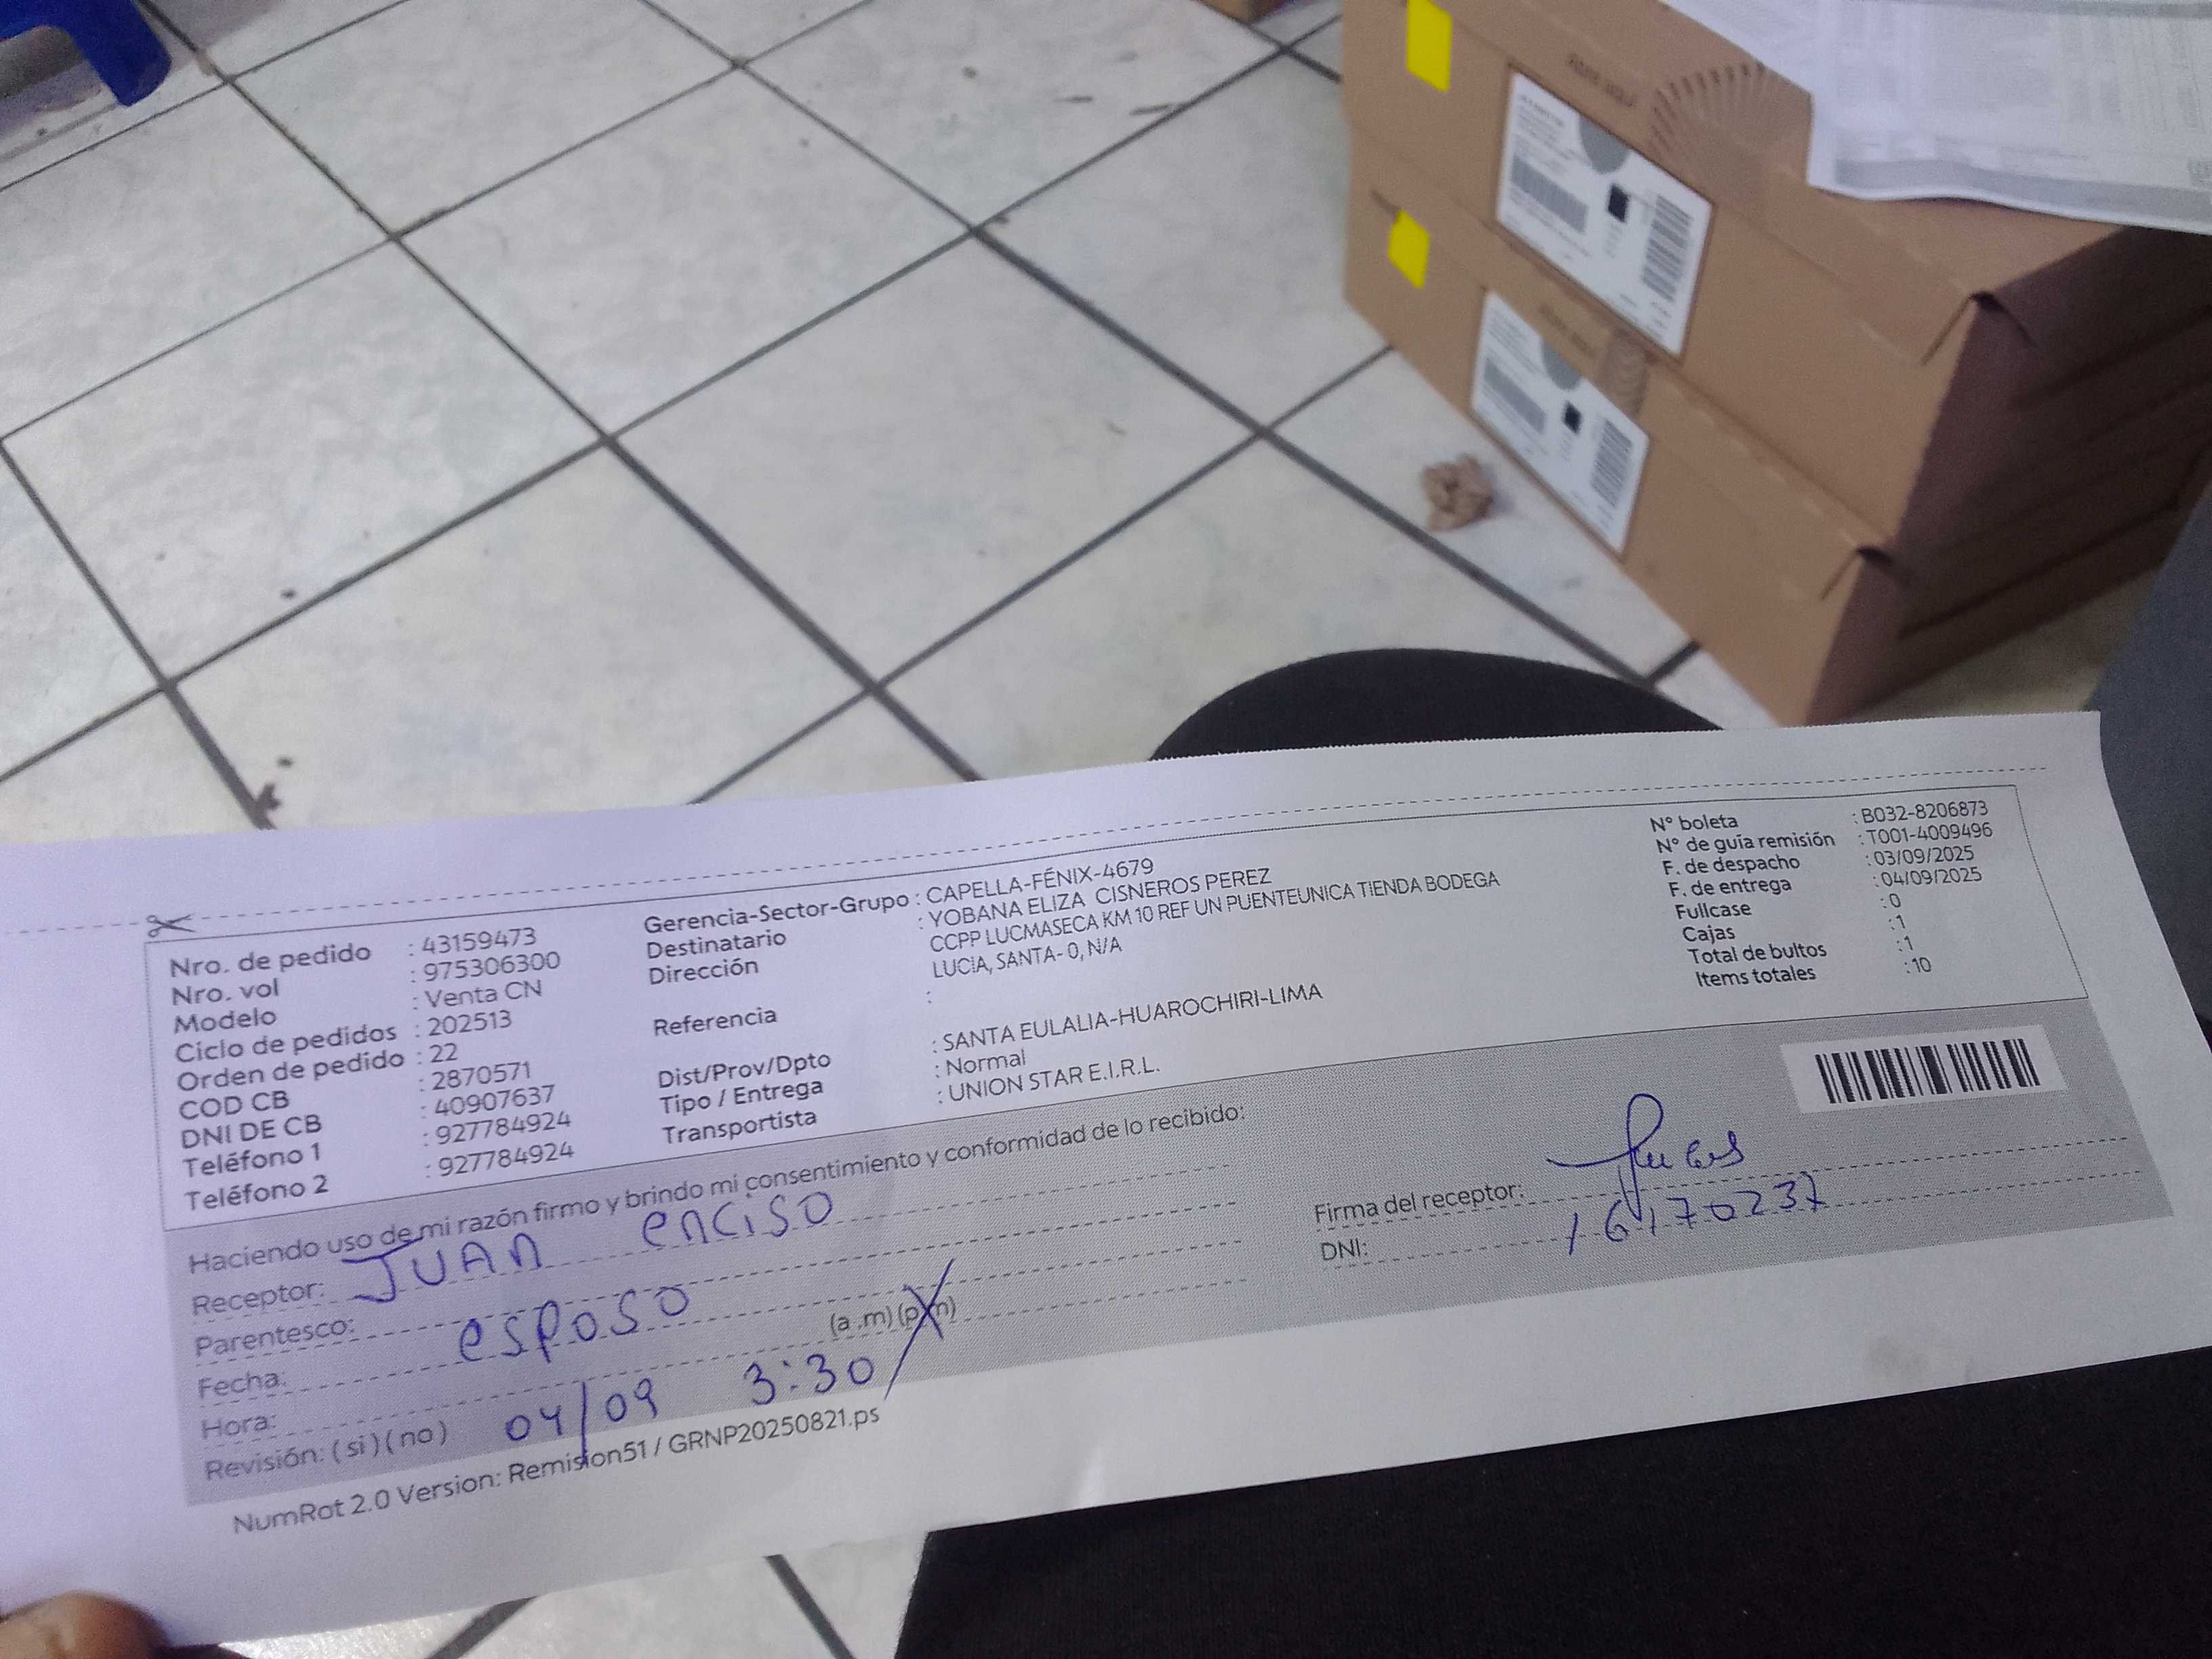 Nro. de pedido : 43159473
Nro. vol : 975306300
Modelo : Venta CN
Ciclo de pedidos : 202513
Orden de pedido : 22
COD CB : 2870571
DNI DE CB : 40907637
Teléfono 1 : 927784924
Teléfono 2 : 927784924
Gerencia-Sector-Grupo : CAPELLA-FÉNIX-4679
Destinatario : YOBANA ELIZA CISNEROS PEREZ
Dirección CCPP LUCMASECA KM 10 REF UN PUENTEUNICA TIENDA BODEGA
LUCIA, SANTA- 0, N/A
Referencia :
Dist/Prov/Dpto : SANTA EULALIA-HUAROCHIRI-LIMA
Tipo / Entrega : Normal
Transportista : UNION STAR E.I.R.L.
N° boleta : B032-8206873
N° de guía remisión : T001-4009496
F. de despacho : 03/09/2025
F. de entrega : 04/09/2025
Fullcase : 0
Cajas : 1
Total de bultos : 1
Items totales : 10
Haciendo uso de mi razón firmo y brindo mi consentimiento y conformidad de lo recibido:
Receptor: JUAN enciso
Parentesco: esposo
Fecha:
Hora: (a .m) (p.m)
Revisión: (si) (no) 04/09 3:30
Firma del receptor:
DNI: 16170237
NumRot 2.0 Version: Remision51 / GRNP20250821.ps